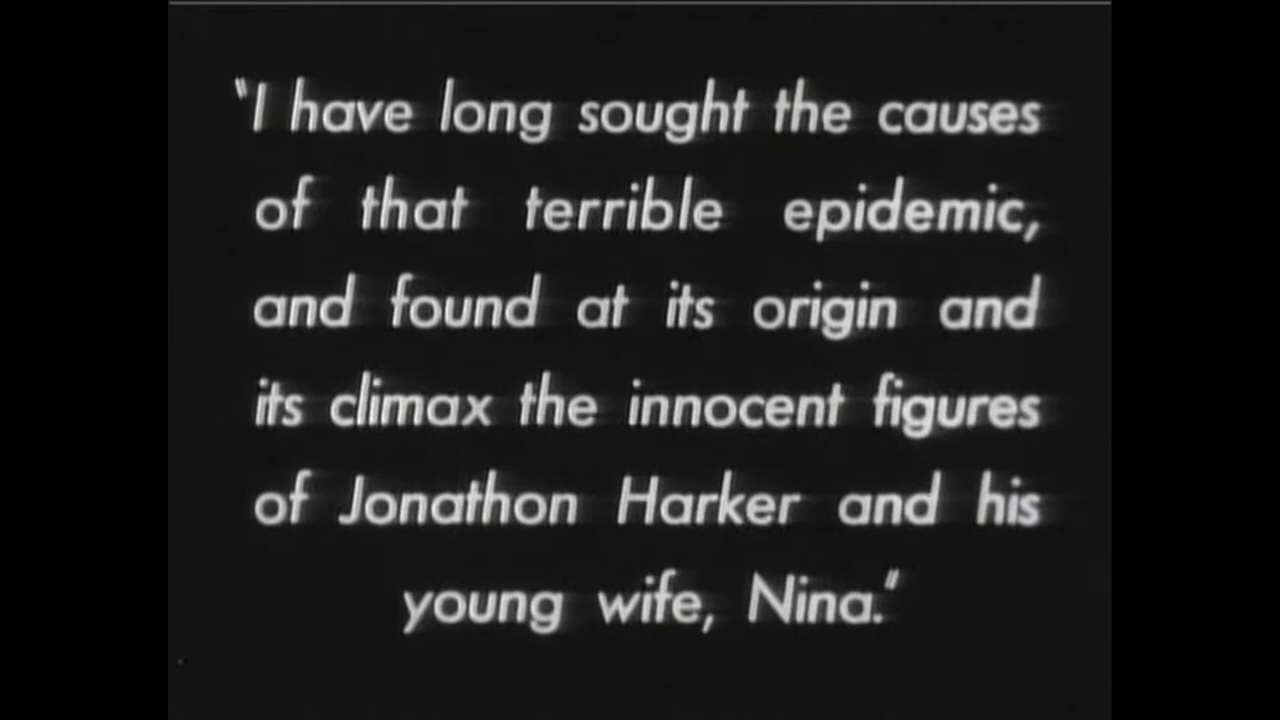 "I have long sought the causes
of that terrible epidemic,
and found at its origin and
its climax the innocent figures
of Jonathon Harker and his
young wife, Nina."